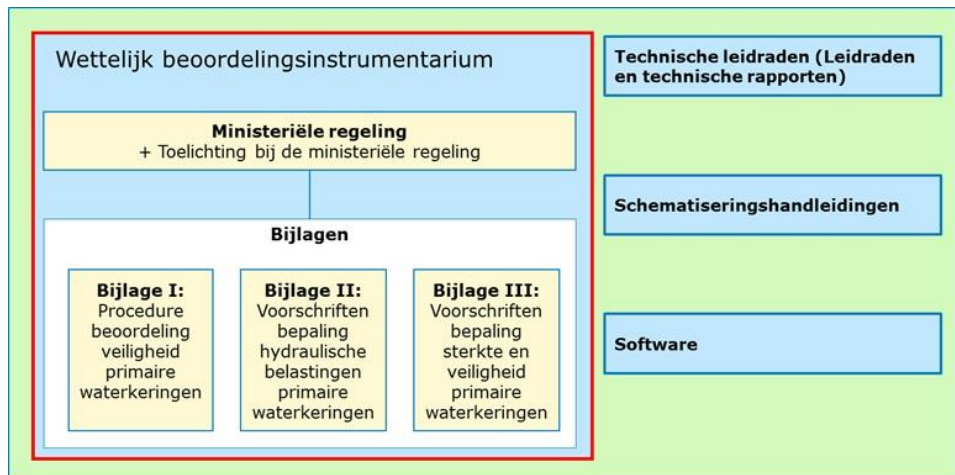 Wettelijk beoordelingsinstrumentarium
Ministeriële regeling
+ Toelichting bij de ministeriële regeling
Bijlagen
Bijlage I:
Procedure
beoordeling
veiligheid
primaire
waterkeringen
Bijlage II:
Voorschriften
bepaling
hydraulische
belastingen
primaire
waterkeringen
Bijlage III:
Voorschriften
bepaling
sterkte en
veiligheid
primaire
waterkeringen
Technische leidraden (Leidraden
en technische rapporten)
Schematiseringshandleidingen
Software